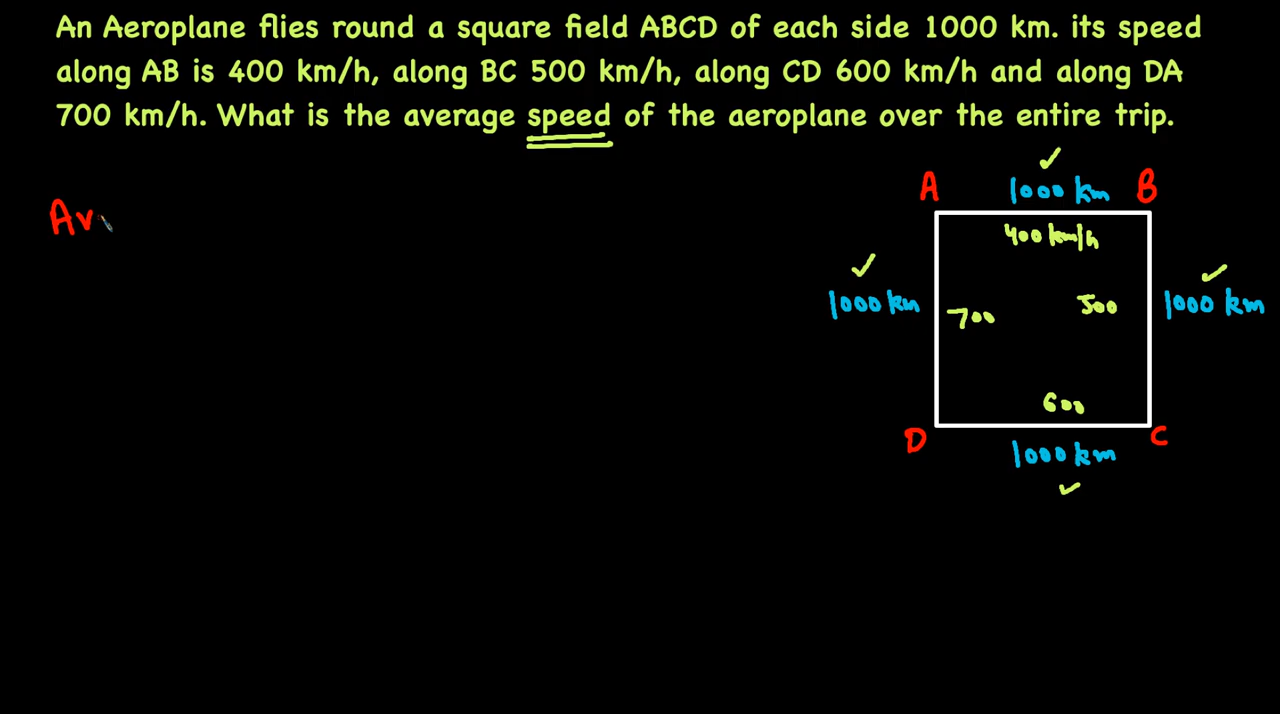 An Aeroplane flies round a square field ABCD of each side 1000 km. its speed
along AB is 400 km/h, along BC 500 km/h, along CD 600 km/h and along DA
700 km/h. What is the average speed of the aeroplane over the entire trip.
A 1000 km B
Av
400 km/h
1000 km 700 500 1000 km
600
D C
1000 km